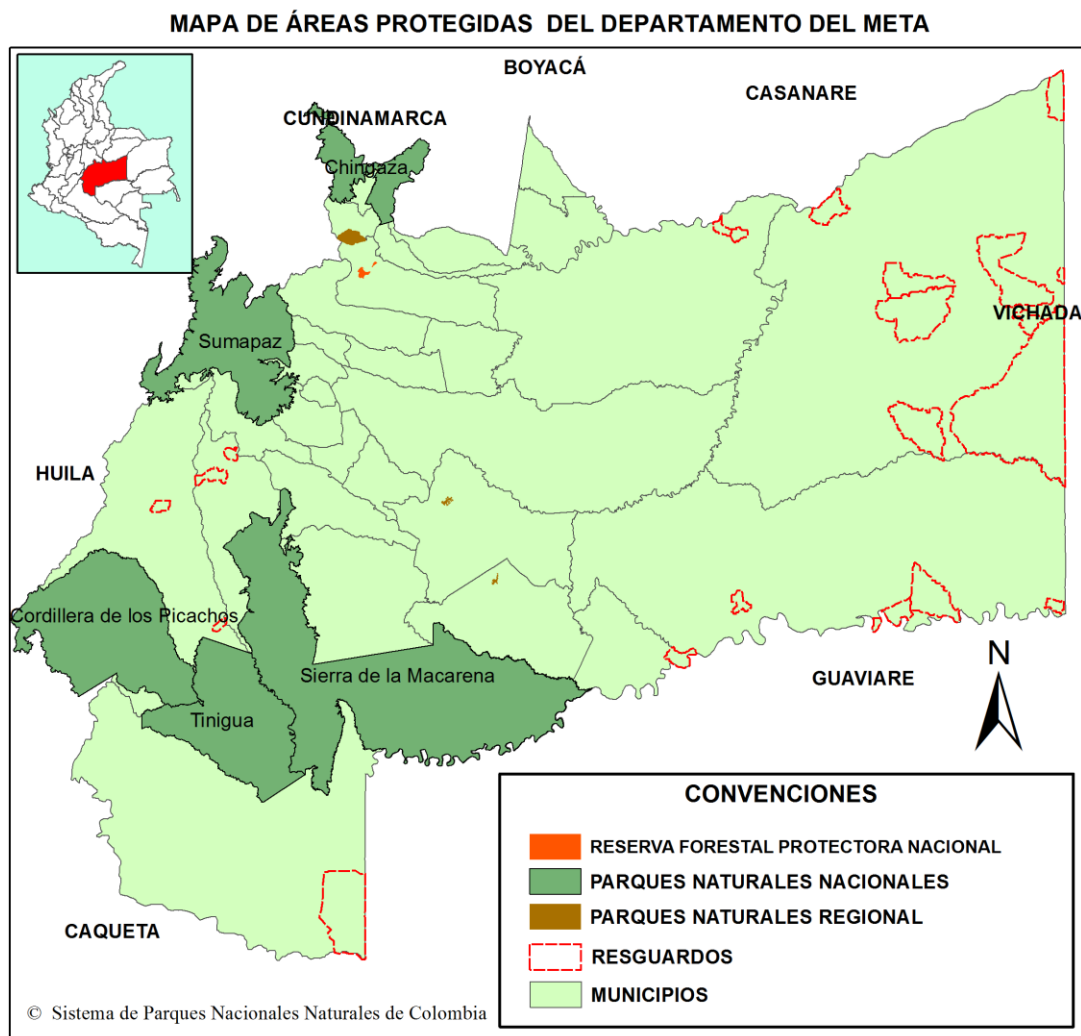 MAPA DE ÁREAS PROTEGIDAS DEL DEPARTAMENTO DEL META
BOYACÁ
CASANARE
CUNDINAMARCA
Chingaza
VICHADA
Sumapaz
HUILA
Cordillera de los Picachos
Sierra de la Macarena
GUAVIARE
N
Tinigua
CAQUETA
CONVENCIONES
RESERVA FORESTAL PROTECTORA NACIONAL
PARQUES NATURALES NACIONALES
PARQUES NATURALES REGIONAL
RESGUARDOS
MUNICIPIOS
© Sistema de Parques Nacionales Naturales de Colombia